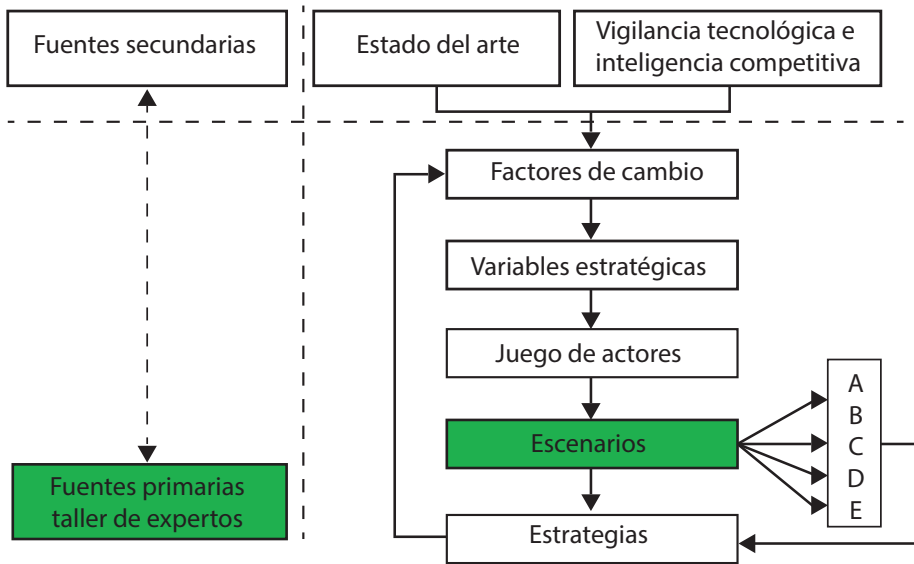 Fuentes secundarias
Estado del arte
Vigilancia tecnológica e
inteligencia competitiva
Factores de cambio
Variables estratégicas
Juego de actores
Escenarios
A
B
C
D
E
Fuentes primarias
taller de expertos
Estrategias